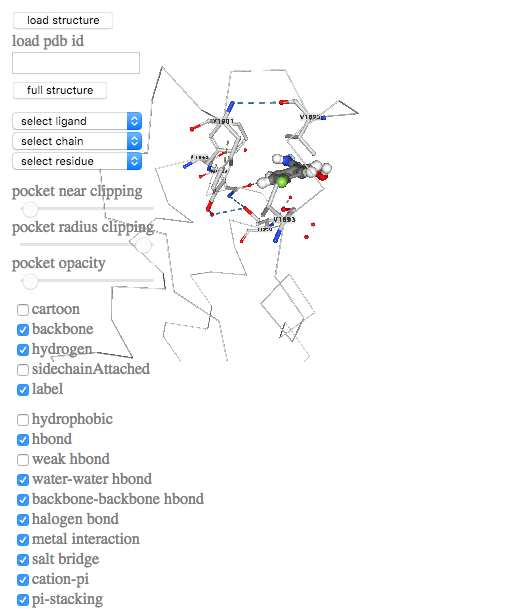 load structure
load pdb id
full structure
select ligand
select chain
select residue
pocket near clipping
pocket radius clipping
pocket opacity
cartoon
backbone
hydrogen
sidechainAttached
label
hydrophobic
hbond
weak hbond
water-water hbond
backbone-backbone hbond
halogen bond
metal interaction
salt bridge
cation-pi
pi-stacking
V1893